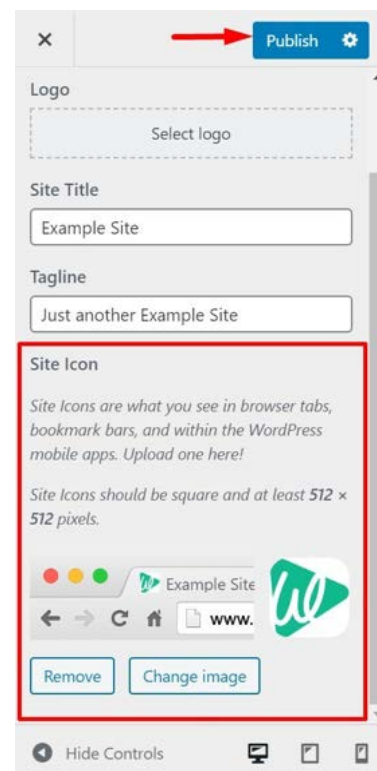 Publish
Logo
Select logo
Site Title
Example Site
Tagline
Just another Example Site
Site Icon
Site Icons are what you see in browser tabs,
bookmark bars, and within the WordPress
mobile apps. Upload one here!
Site Icons should be square and at least 512 ×
512 pixels.
Example Site
www.
Remove
Change image
Hide Controls